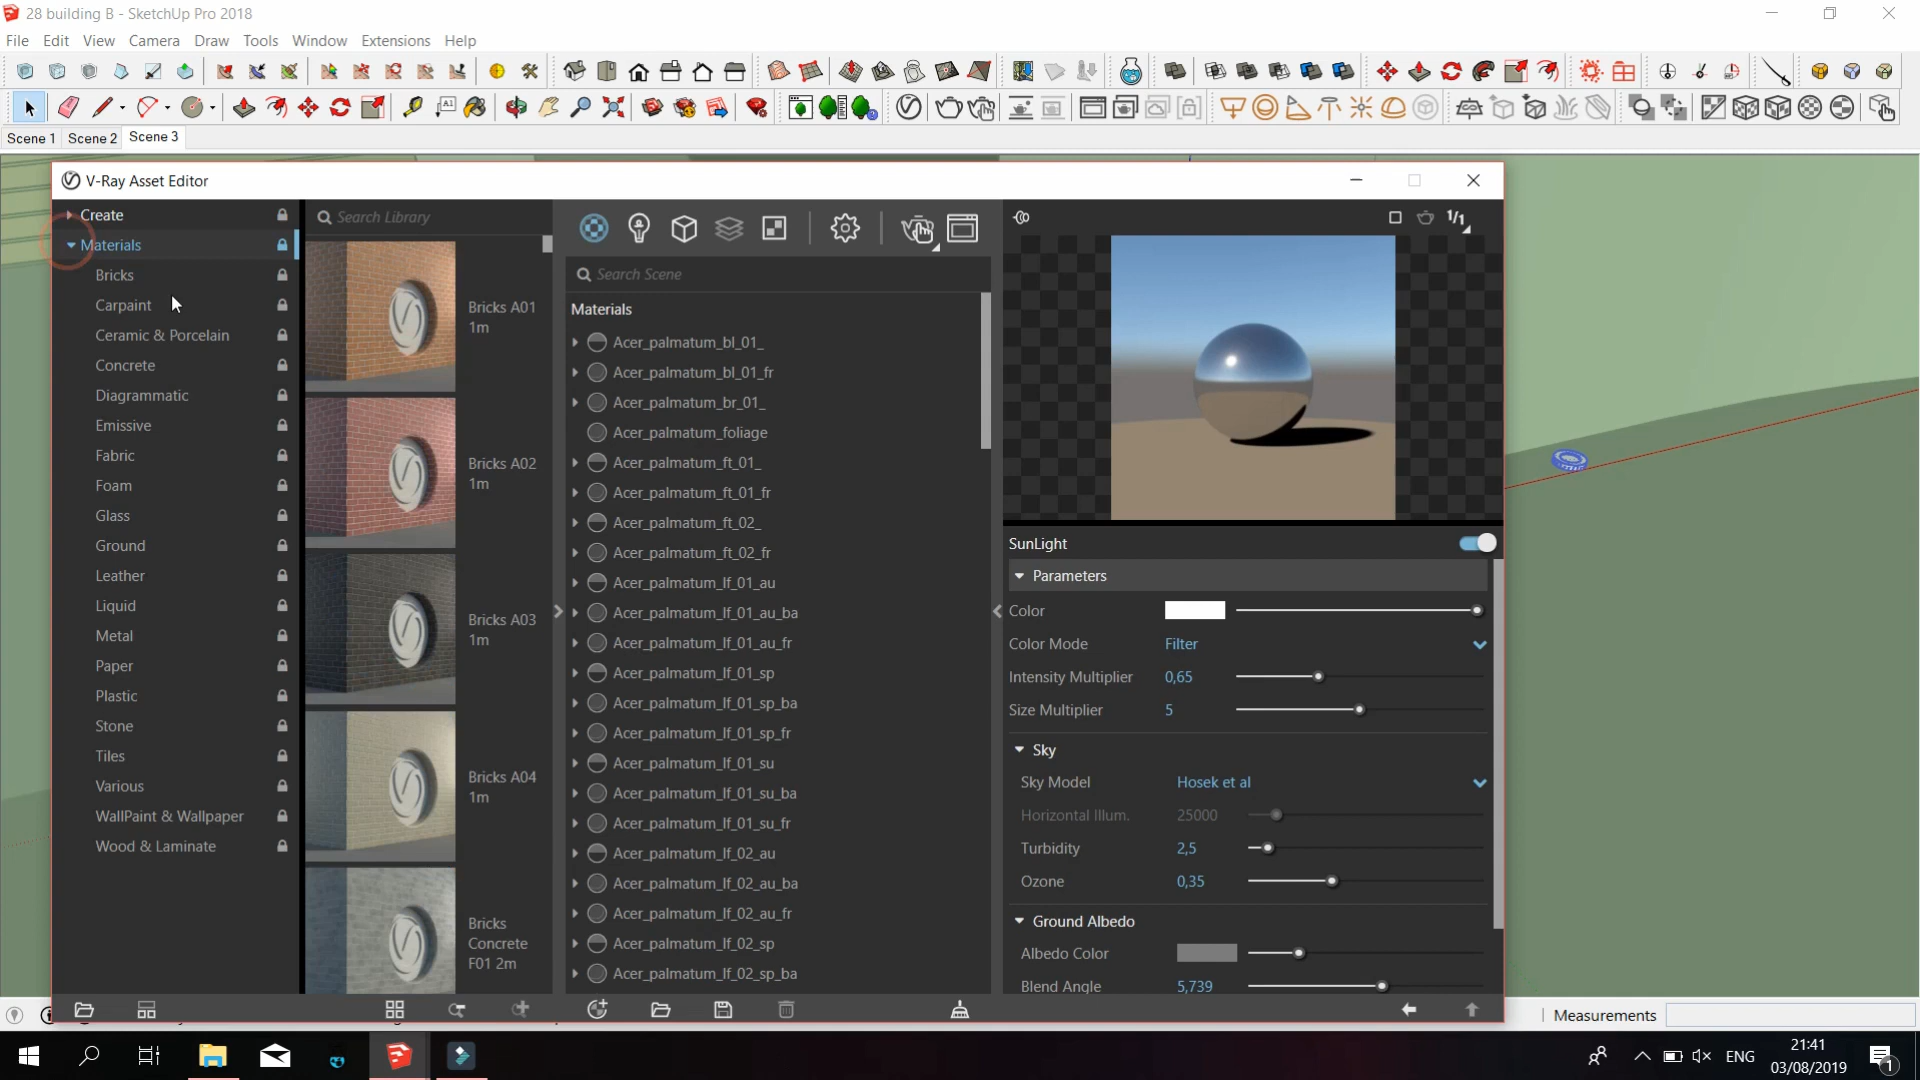 28 building B - SketchUp Pro 2018
File Edit View Camera Draw Tools Window Extensions Help
Scene 1 Scene 2 Scene 3
V-Ray Asset Editor
Create
Materials
Bricks
Carpaint
Ceramic & Porcelain
Concrete
Diagrammatic
Emissive
Fabric
Foam
Glass
Ground
Leather
Liquid
Metal
Paper
Plastic
Stone
Tiles
Various
WallPaint & Wallpaper
Wood & Laminate
Search Library
Bricks A01
1m
Bricks A02
1m
Bricks A03
1m
Bricks A04
1m
Bricks
Concrete
F01 2m
Search Scene
Materials
Acer_palmatum_bl_01_
Acer_palmatum_bl_01_fr
Acer_palmatum_br_01_
Acer_palmatum_foliage
Acer_palmatum_ft_01_
Acer_palmatum_ft_01_fr
Acer_palmatum_ft_02_
Acer_palmatum_ft_02_fr
Acer_palmatum_lf_01_au
Acer_palmatum_lf_01_au_ba
Acer_palmatum_lf_01_au_fr
Acer_palmatum_lf_01_sp
Acer_palmatum_lf_01_sp_ba
Acer_palmatum_lf_01_sp_fr
Acer_palmatum_lf_01_su
Acer_palmatum_lf_01_su_ba
Acer_palmatum_lf_01_su_fr
Acer_palmatum_lf_02_au
Acer_palmatum_lf_02_au_ba
Acer_palmatum_lf_02_au_fr
Acer_palmatum_lf_02_sp
Acer_palmatum_lf_02_sp_ba
1/1
SunLight
Parameters
Color
Color Mode Filter
Intensity Multiplier 0,65
Size Multiplier 5
Sky
Sky Model Hosek et al
Horizontal Illum. 25000
Turbidity 2,5
Ozone 0,35
Ground Albedo
Albedo Color
Blend Angle 5,739
Measurements
ENG
21:41
03/08/2019
1